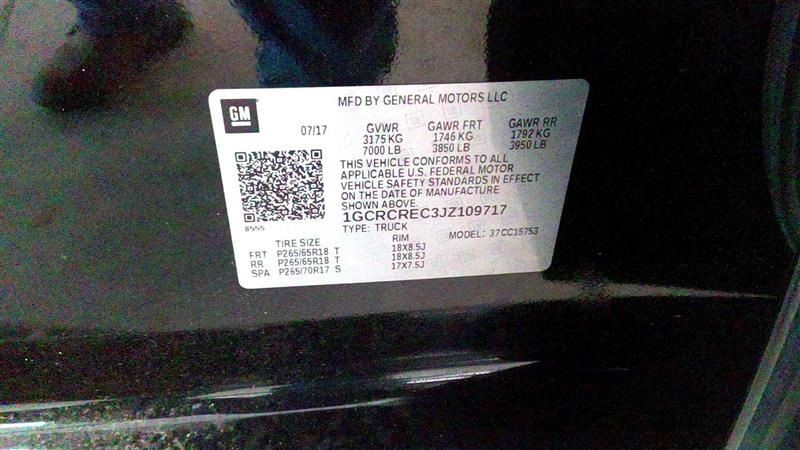 GM
MFD BY GENERAL MOTORS LLC
07/17 GVWR GAWR FRT GAWR RR
3175 KG 1746 KG 1792 KG
7000 LB 3850 LB 3950 LB
THIS VEHICLE CONFORMS TO ALL
APPLICABLE U.S. FEDERAL MOTOR
VEHICLE SAFETY STANDARDS IN EFFECT
ON THE DATE OF MANUFACTURE
SHOWN ABOVE.
1GCRCREC3JZ109717
8555
TYPE: TRUCK MODEL: 37CC15753
TIRE SIZE RIM
FRT P265/65R18 T 18X8.5J
RR P265/65R18 T 18X8.5J
SPA P265/70R17 S 17X7.5J